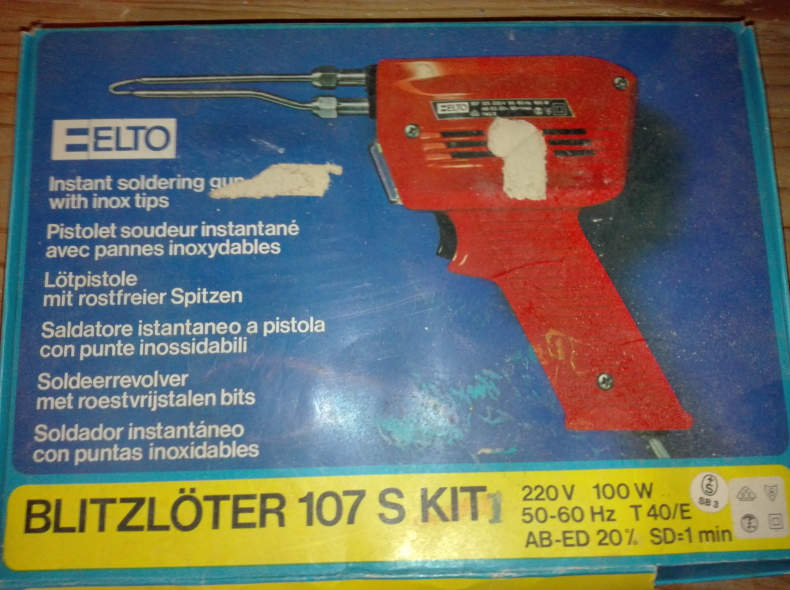 ELTO
ELTO
Instant soldering gun
with inox tips
Pistolet soudeur instantané
avec pannes inoxydables
Lötpistole
mit rostfreier Spitzen
Saldatore istantaneo a pistola
con punte inossidabili
Soldeerrevolver
met roestvrijstalen bits
Soldador instantáneo
con puntas inoxidables
BLITZLÖTER 107 S KIT
220 V 100 W
50-60 Hz T 40/E
AB-ED 20% SD=1 min
S
SB 3